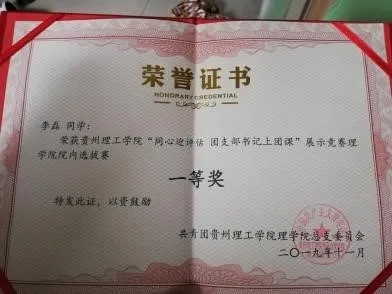 荣誉证书
HONORARY CREDENTIAL
李磊 同学：
荣获贵州理工学院“同心迎评估 团支部书记上团课”展示竞赛理
学院院内选拔赛
一等奖
特发此证，以资鼓励
共青团贵州理工学院理学院总支委员会
二〇一九年十一月